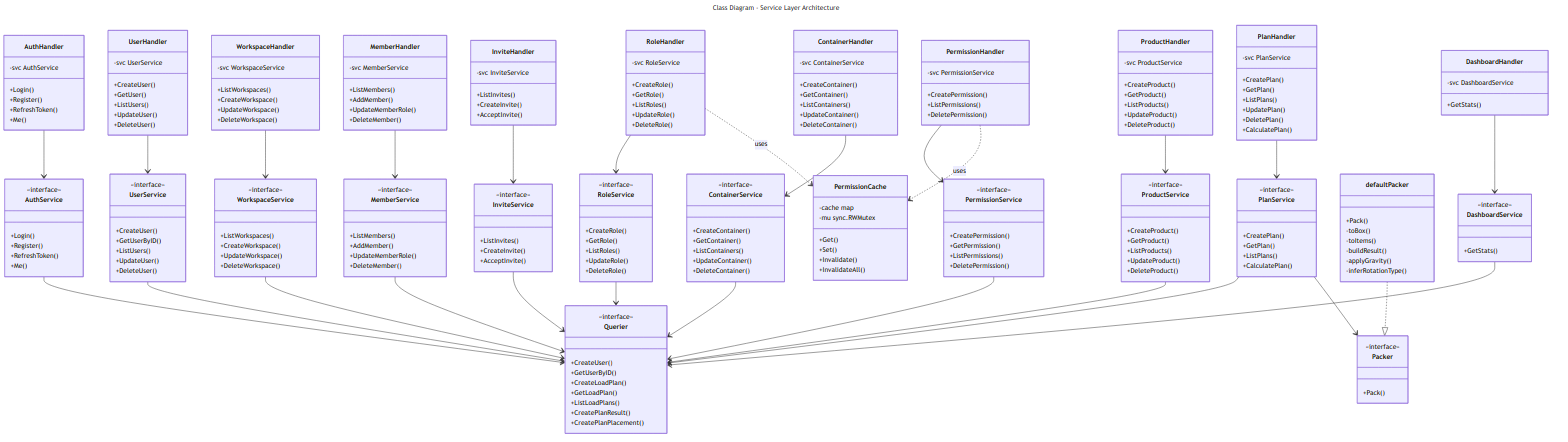 Class Diagram - Service Layer Architecture
AuthHandler
-svc AuthService
+Login()
+Register()
+RefreshToken()
+Me()
UserHandler
-svc UserService
+CreateUser()
+GetUser()
+ListUsers()
+UpdateUser()
+DeleteUser()
WorkspaceHandler
-svc WorkspaceService
+ListWorkspaces()
+CreateWorkspace()
+UpdateWorkspace()
+DeleteWorkspace()
MemberHandler
-svc MemberService
+ListMembers()
+AddMember()
+UpdateMemberRole()
+DeleteMember()
InviteHandler
-svc InviteService
+ListInvites()
+CreateInvite()
+AcceptInvite()
RoleHandler
-svc RoleService
+CreateRole()
+GetRole()
+ListRoles()
+UpdateRole()
+DeleteRole()
ContainerHandler
-svc ContainerService
+CreateContainer()
+GetContainer()
+ListContainers()
+UpdateContainer()
+DeleteContainer()
PermissionHandler
-svc PermissionService
+CreatePermission()
+ListPermissions()
+DeletePermission()
ProductHandler
-svc ProductService
+CreateProduct()
+GetProduct()
+ListProducts()
+UpdateProduct()
+DeleteProduct()
PlanHandler
-svc PlanService
+CreatePlan()
+GetPlan()
+ListPlans()
+UpdatePlan()
+DeletePlan()
+CalculatePlan()
DashboardHandler
-svc DashboardService
+GetStats()
uses
uses
«interface»
AuthService
+Login()
+Register()
+RefreshToken()
+Me()
«interface»
UserService
+CreateUser()
+GetUserByID()
+ListUsers()
+UpdateUser()
+DeleteUser()
«interface»
WorkspaceService
+ListWorkspaces()
+CreateWorkspace()
+UpdateWorkspace()
+DeleteWorkspace()
«interface»
MemberService
+ListMembers()
+AddMember()
+UpdateMemberRole()
+DeleteMember()
«interface»
InviteService
+ListInvites()
+CreateInvite()
+AcceptInvite()
«interface»
RoleService
+CreateRole()
+GetRole()
+ListRoles()
+UpdateRole()
+DeleteRole()
«interface»
ContainerService
+CreateContainer()
+GetContainer()
+ListContainers()
+UpdateContainer()
+DeleteContainer()
PermissionCache
-cache map
-mu sync.RWMutex
+Get()
+Set()
+Invalidate()
+InvalidateAll()
«interface»
PermissionService
+CreatePermission()
+GetPermission()
+ListPermissions()
+DeletePermission()
«interface»
ProductService
+CreateProduct()
+GetProduct()
+ListProducts()
+UpdateProduct()
+DeleteProduct()
«interface»
PlanService
+CreatePlan()
+GetPlan()
+ListPlans()
+CalculatePlan()
defaultPacker
+Pack()
-toBox()
-toItems()
-buildResult()
-applyGravity()
-inferRotationType()
«interface»
DashboardService
+GetStats()
«interface»
Querier
+CreateUser()
+GetUserByID()
+CreateLoadPlan()
+GetLoadPlan()
+ListLoadPlans()
+CreatePlanResult()
+CreatePlanPlacement()
«interface»
Packer
+Pack()